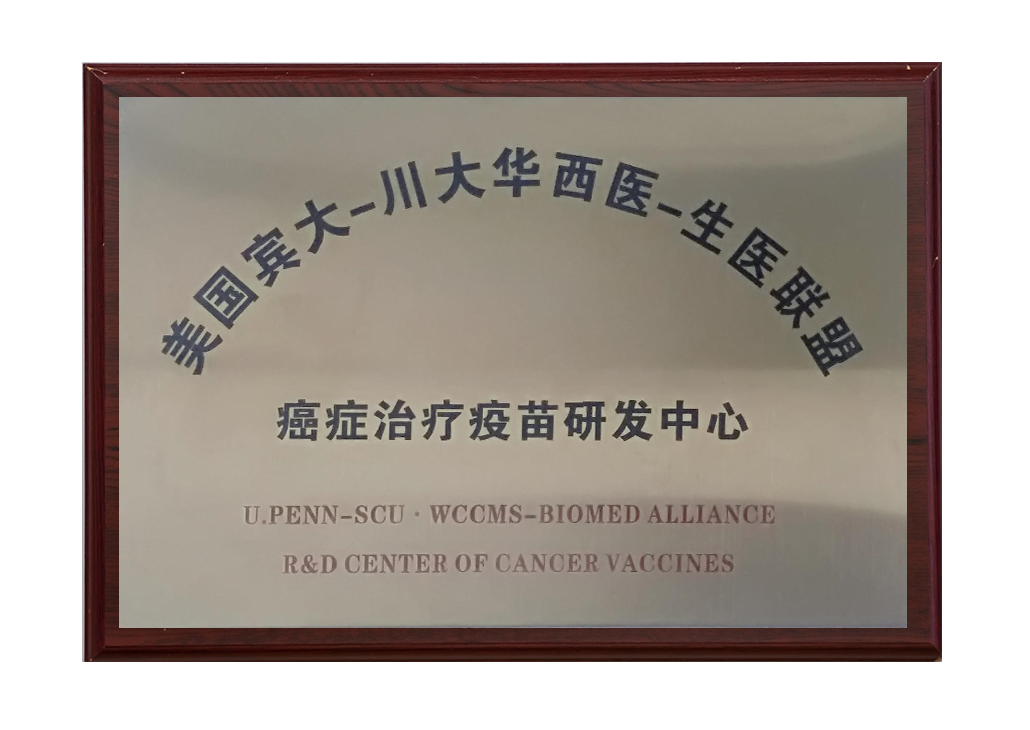 美国宾大-川大华西医-生医联盟
癌症治疗疫苗研发中心
U.PENN-SCU · WCCMS-BIOMED ALLIANCE
R&D CENTER OF CANCER VACCINES